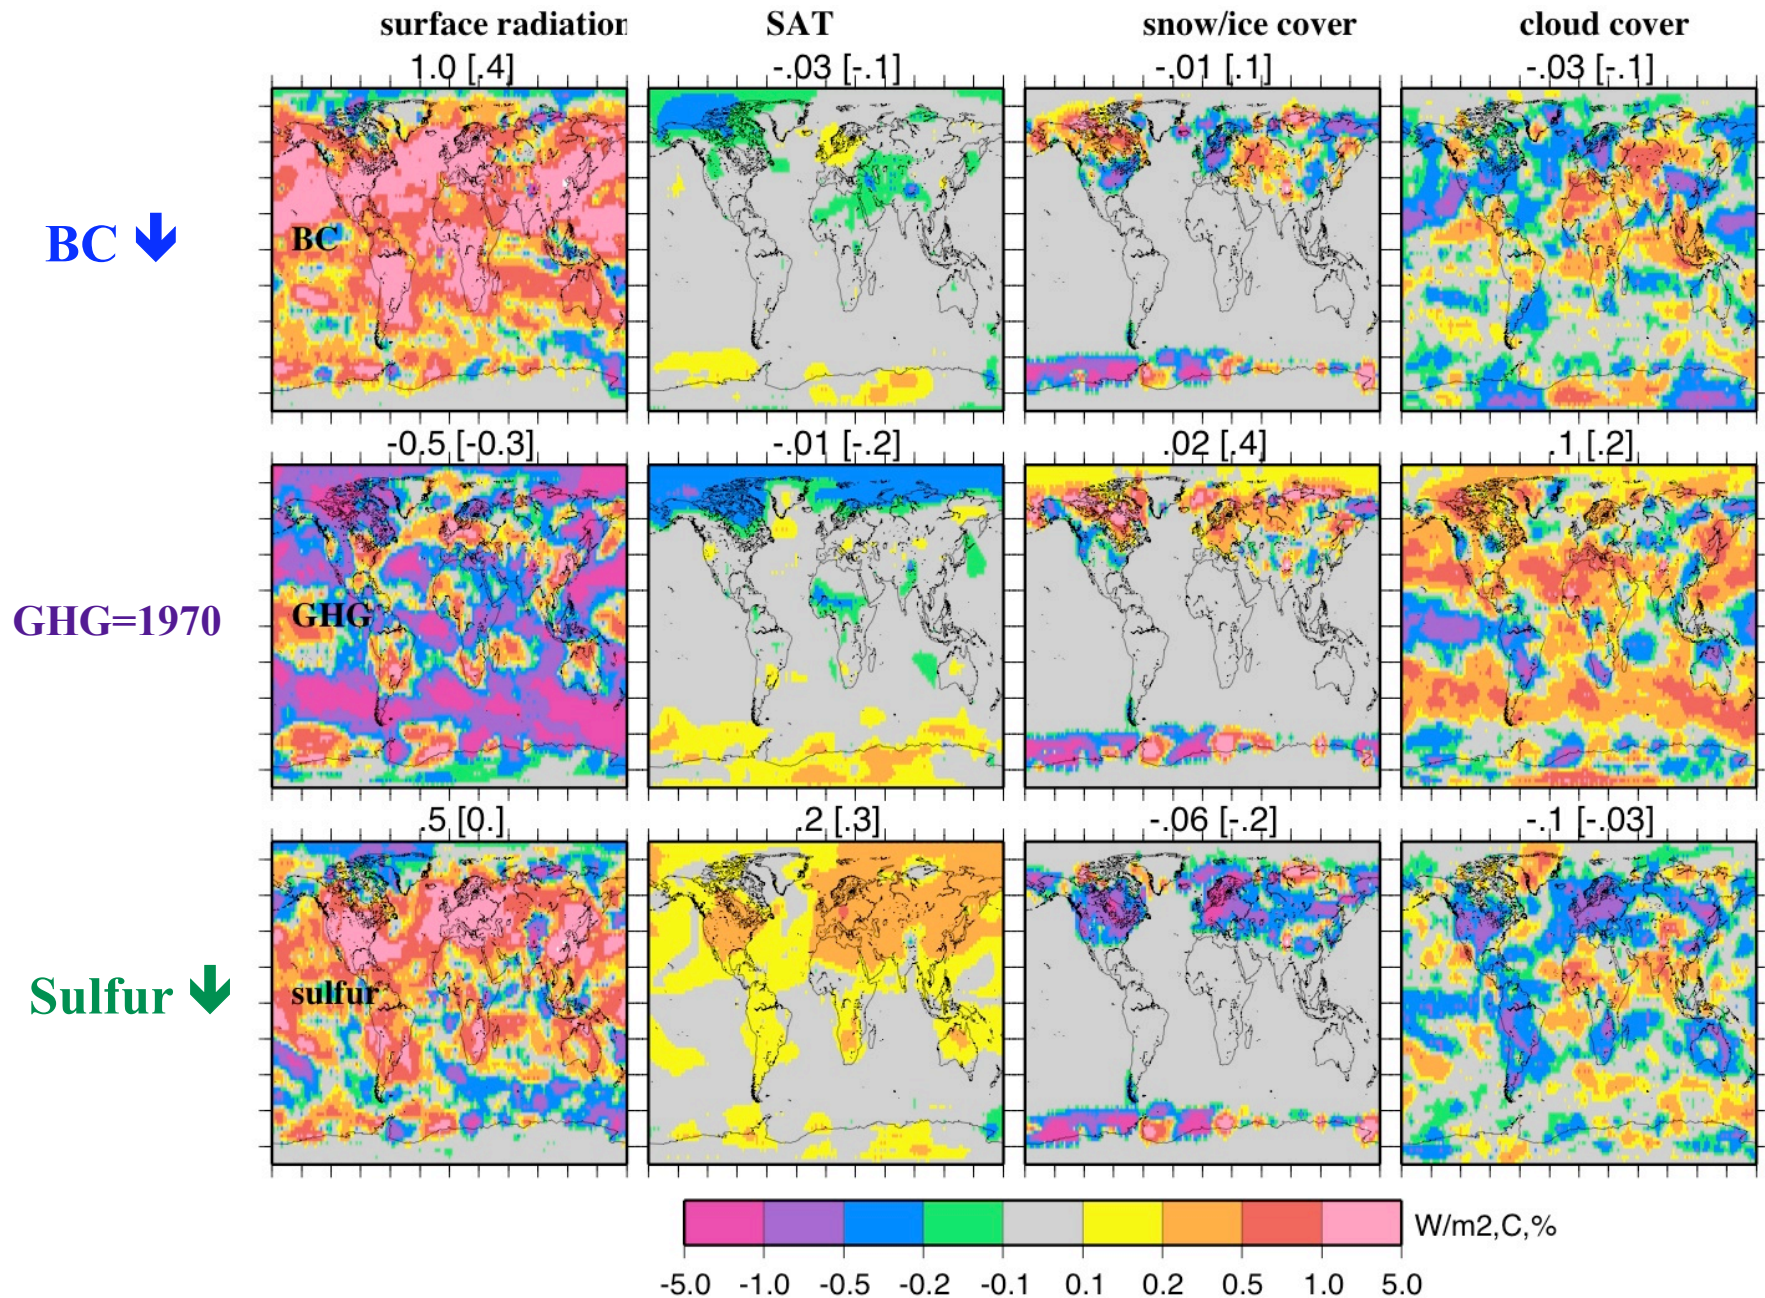 surface radiation SAT snow/ice cover cloud cover
1.0 [.4] -.03 [-.1] -.01 [.1] -.03 [-.1]
BC
BC
-0.5 [-0.3] -.01 [-.2] .02 [.4] .1 [.2]
GHG=1970
GHG
.5 [0.] .2 [.3] -.06 [-.2] -.1 [-.03]
Sulfur
sulfur
W/m2,C,%
-5.0 -1.0 -0.5 -0.2 -0.1 0.1 0.2 0.5 1.0 5.0